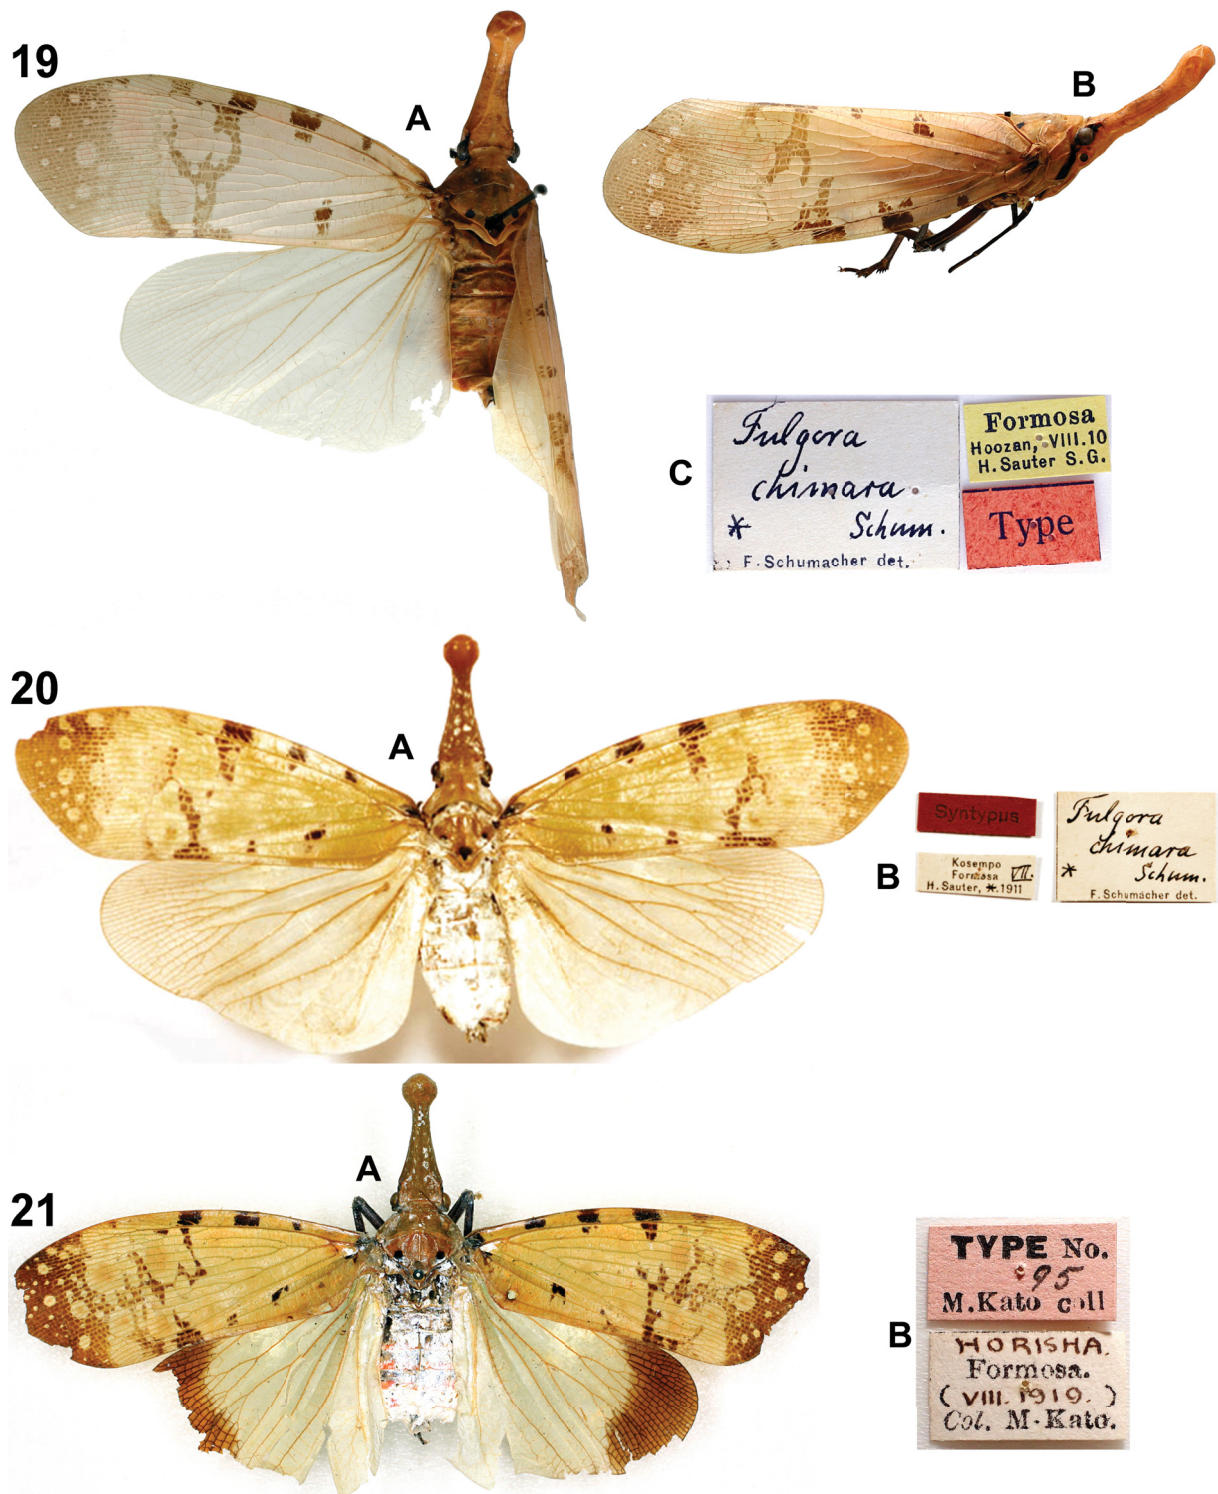 19
A
B
C
Fulgora
chimara
* Schum.
F. Schumacher det.
Formosa
Hoozan, VIII.10
H. Sauter S.G.
Type
20
A
B
Syntypus
Kosempo
Formosa VII.
H. Sauter, *.1911
Fulgora
chimara
* Schum.
F. Schumacher det.
21
A
B
TYPE No.
95
M.Kato coll
HORISHA.
Formosa.
(VIII. 1919.)
Col. M. Kato.